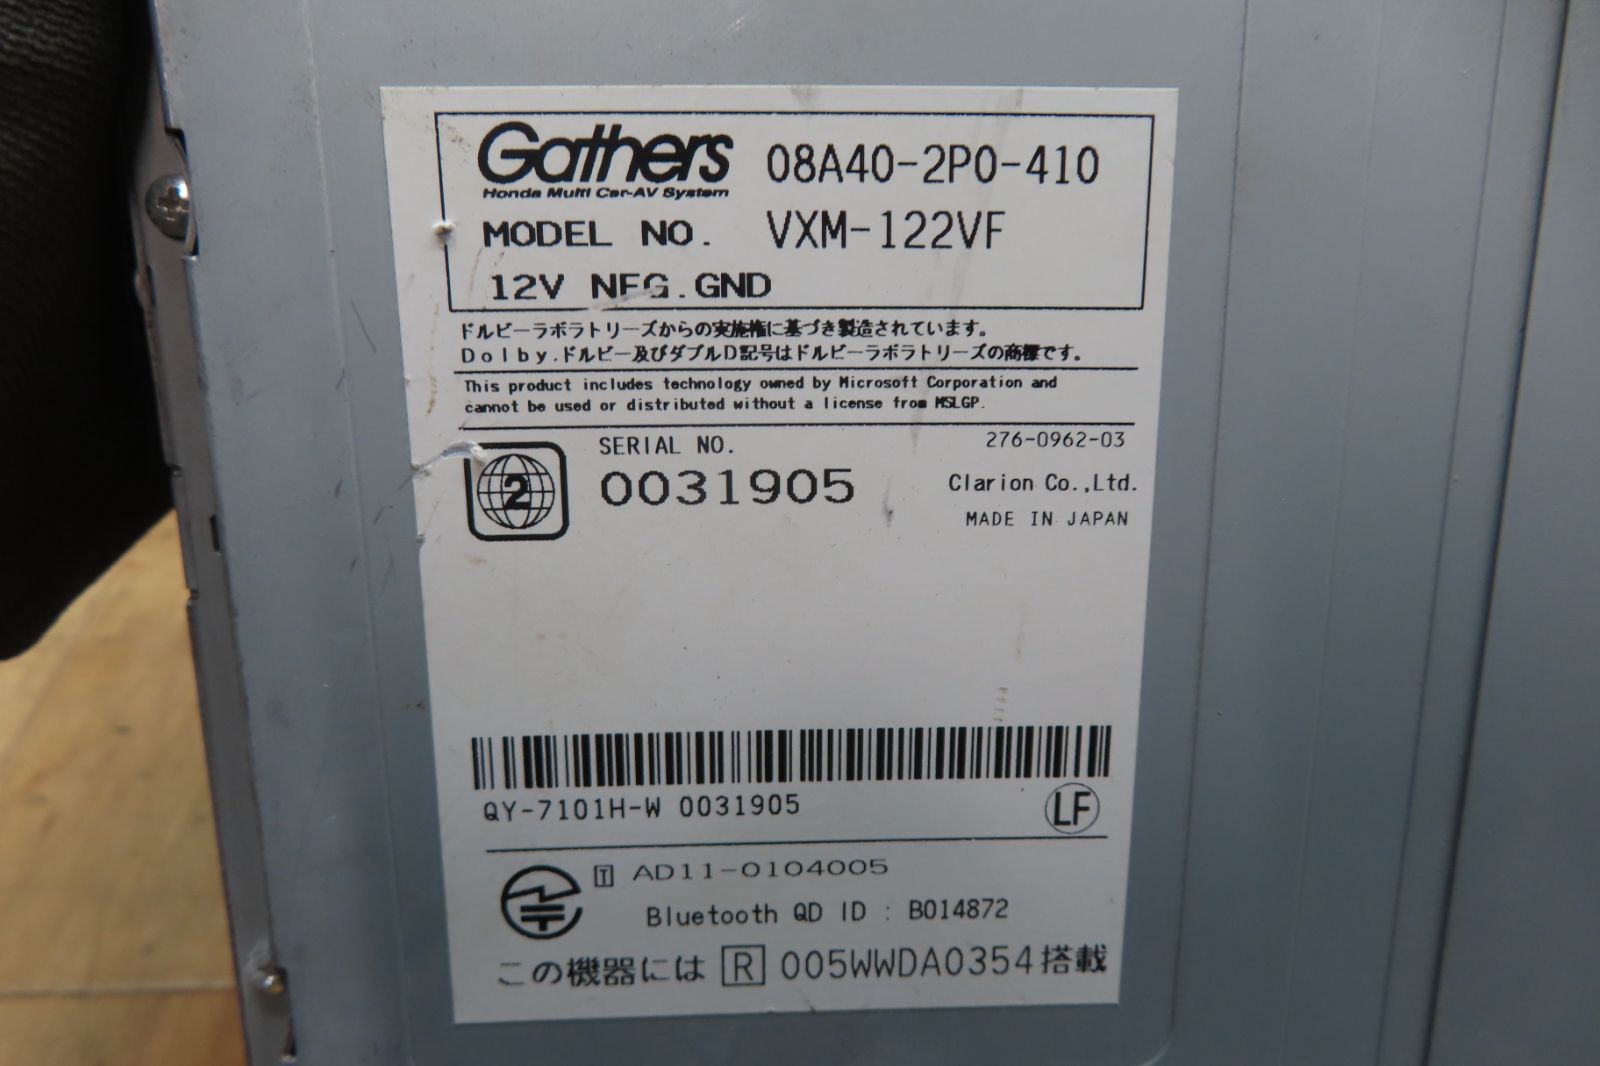 Gathers 08A40-2P0-410
Honda Multi Car-AV System
MODEL NO. VXM-122VF
12V NEG.GND
ドルビーラボラトリーズからの実施権に基づき製造されています。
Dolby.ドルビー及びダブルD記号はドルビーラボラトリーズの商標です。
This product includes technology owned by Microsoft Corporation and
cannot be used or distributed without a license from MSLGP.
2
SERIAL NO. 276-0962-03
0031905 Clarion Co.,Ltd.
MADE IN JAPAN
QY-7101H-W 0031905 LF
T AD11-0104005
Bluetooth QD ID : B014872
この機器には R 005WWDA0354搭載